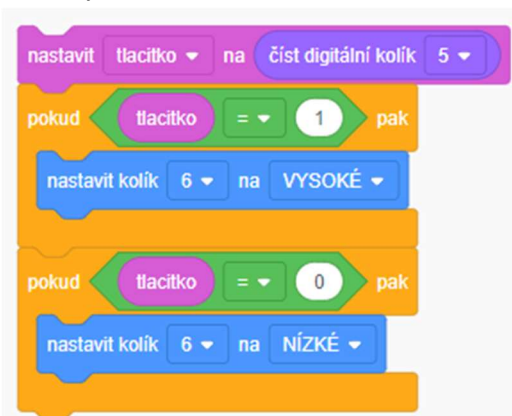 nastavit tlacitko na číst digitální kolík 5
pokud tlacitko = 1 pak
nastavit kolík 6 na VYSOKÉ
pokud tlacitko = 0 pak
nastavit kolík 6 na NÍZKÉ